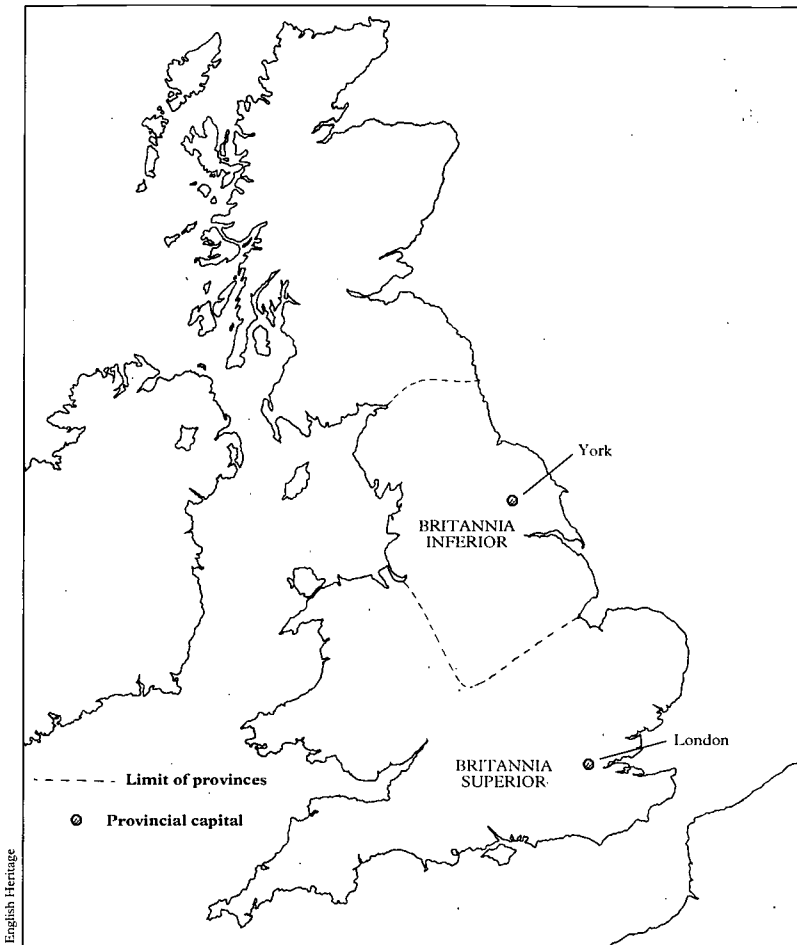 York
BRITANNIA
INFERIOR
London
BRITANNIA
SUPERIOR
Limit of provinces
Provincial capital
English Heritage